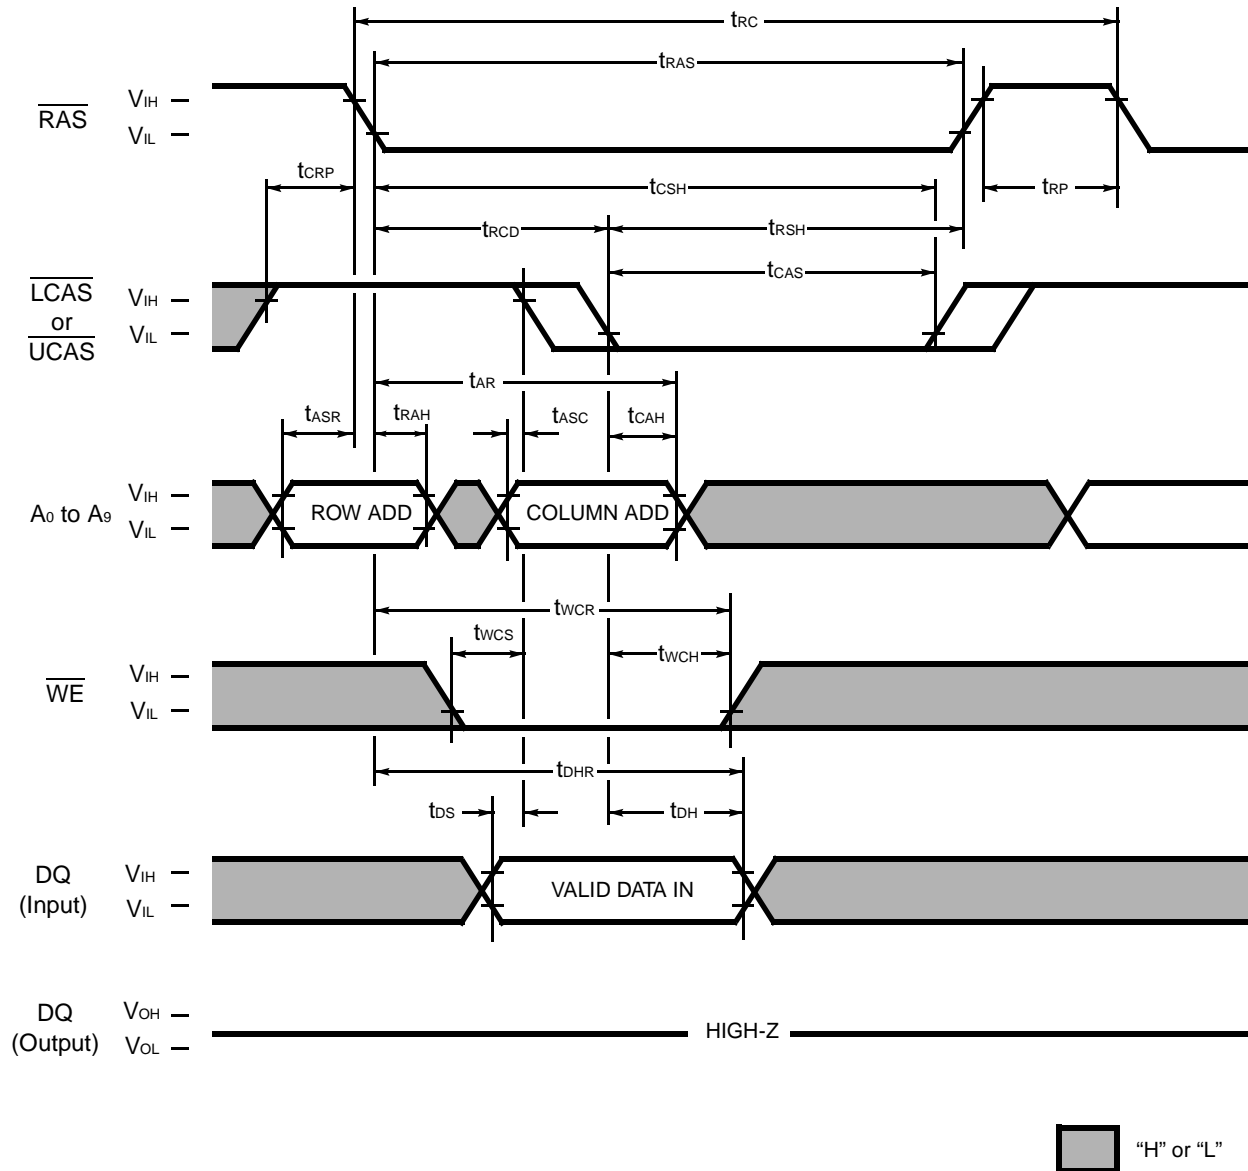 tRC
tRAS
RAS
VIH
VIL
tCRP
tCSH
tRP
tRCD
tRSH
tCAS
LCAS
or
UCAS
VIH
VIL
tAR
tASR
tRAH
tASC
tCAH
A0 to A9
VIH
VIL
ROW ADD
COLUMN ADD
tWCR
tWCS
tWCH
WE
VIH
VIL
tDHR
tDS
tDH
DQ
(Input)
VIH
VIL
VALID DATA IN
DQ
(Output)
VOH
VOL
HIGH-Z
“H” or “L”